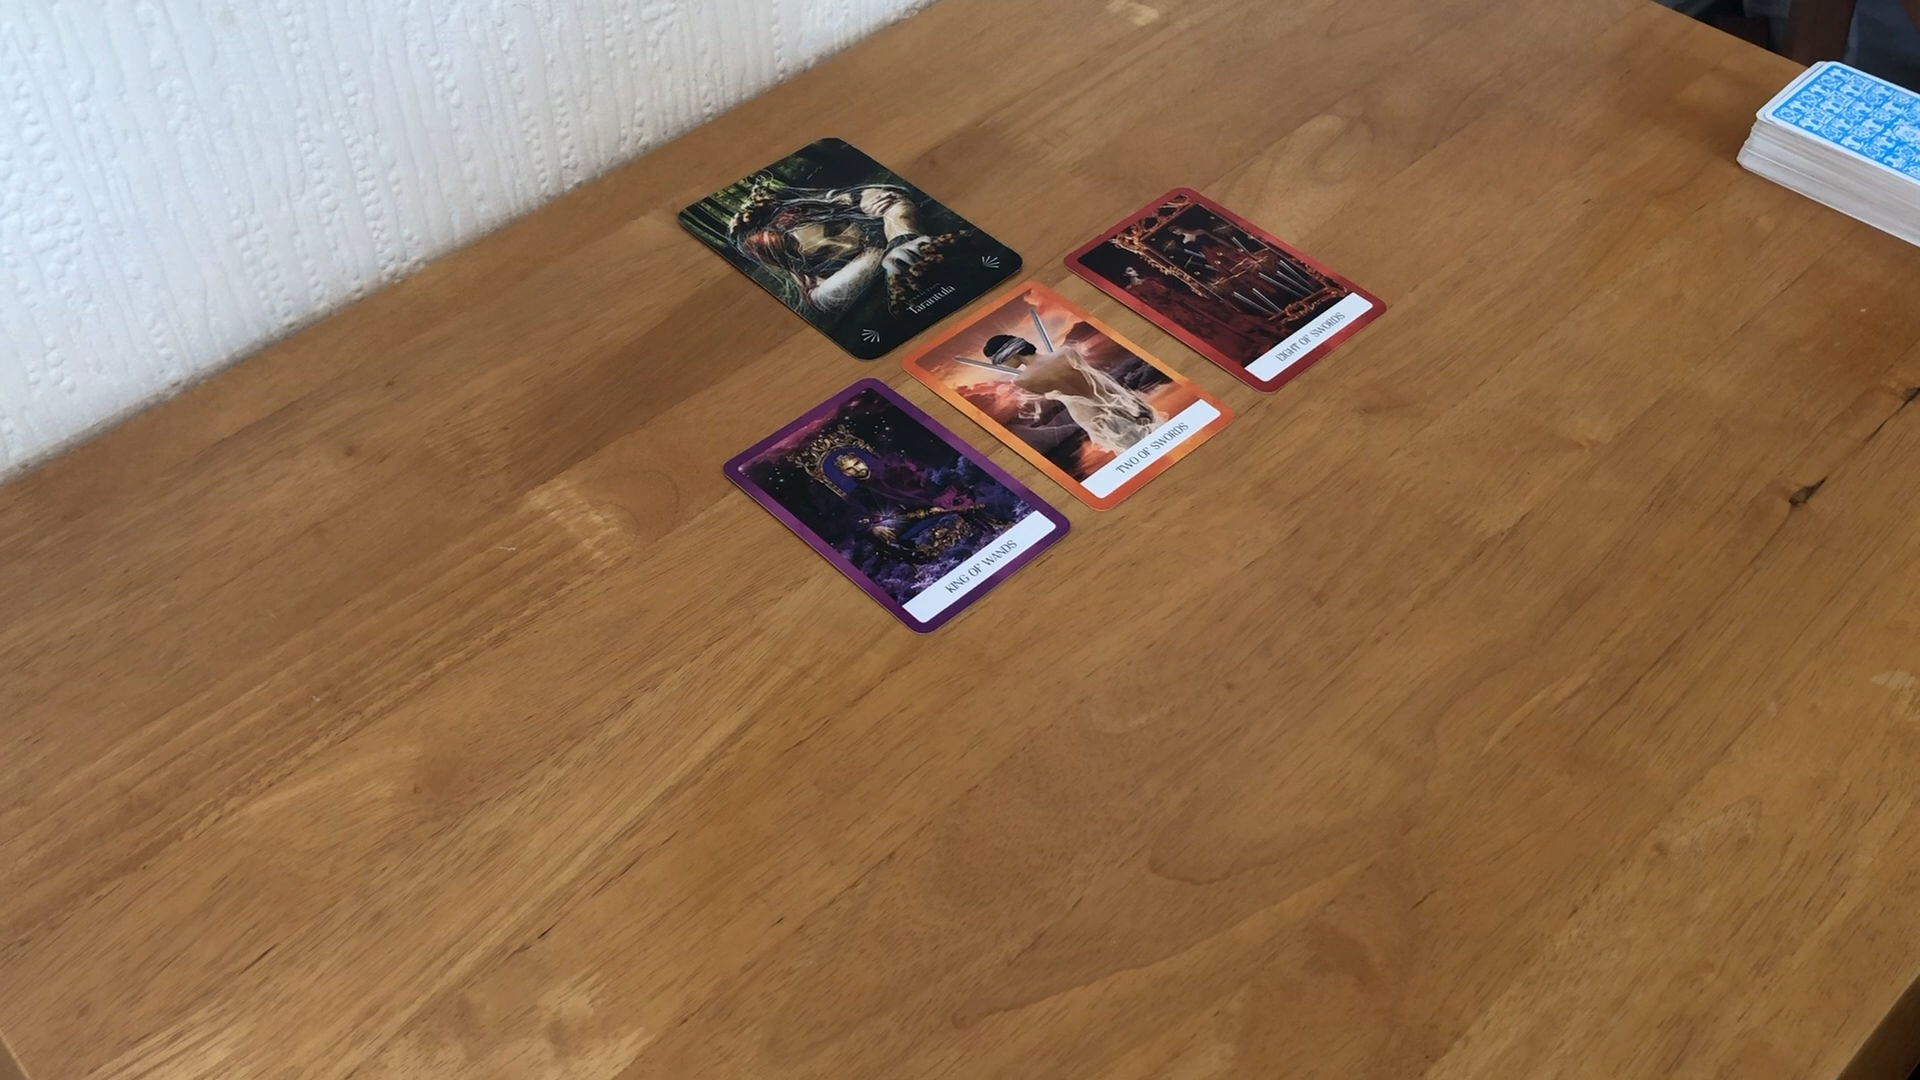 Tarantula
EIGHT OF SWORDS
TWO OF SWORDS
KING OF WANDS